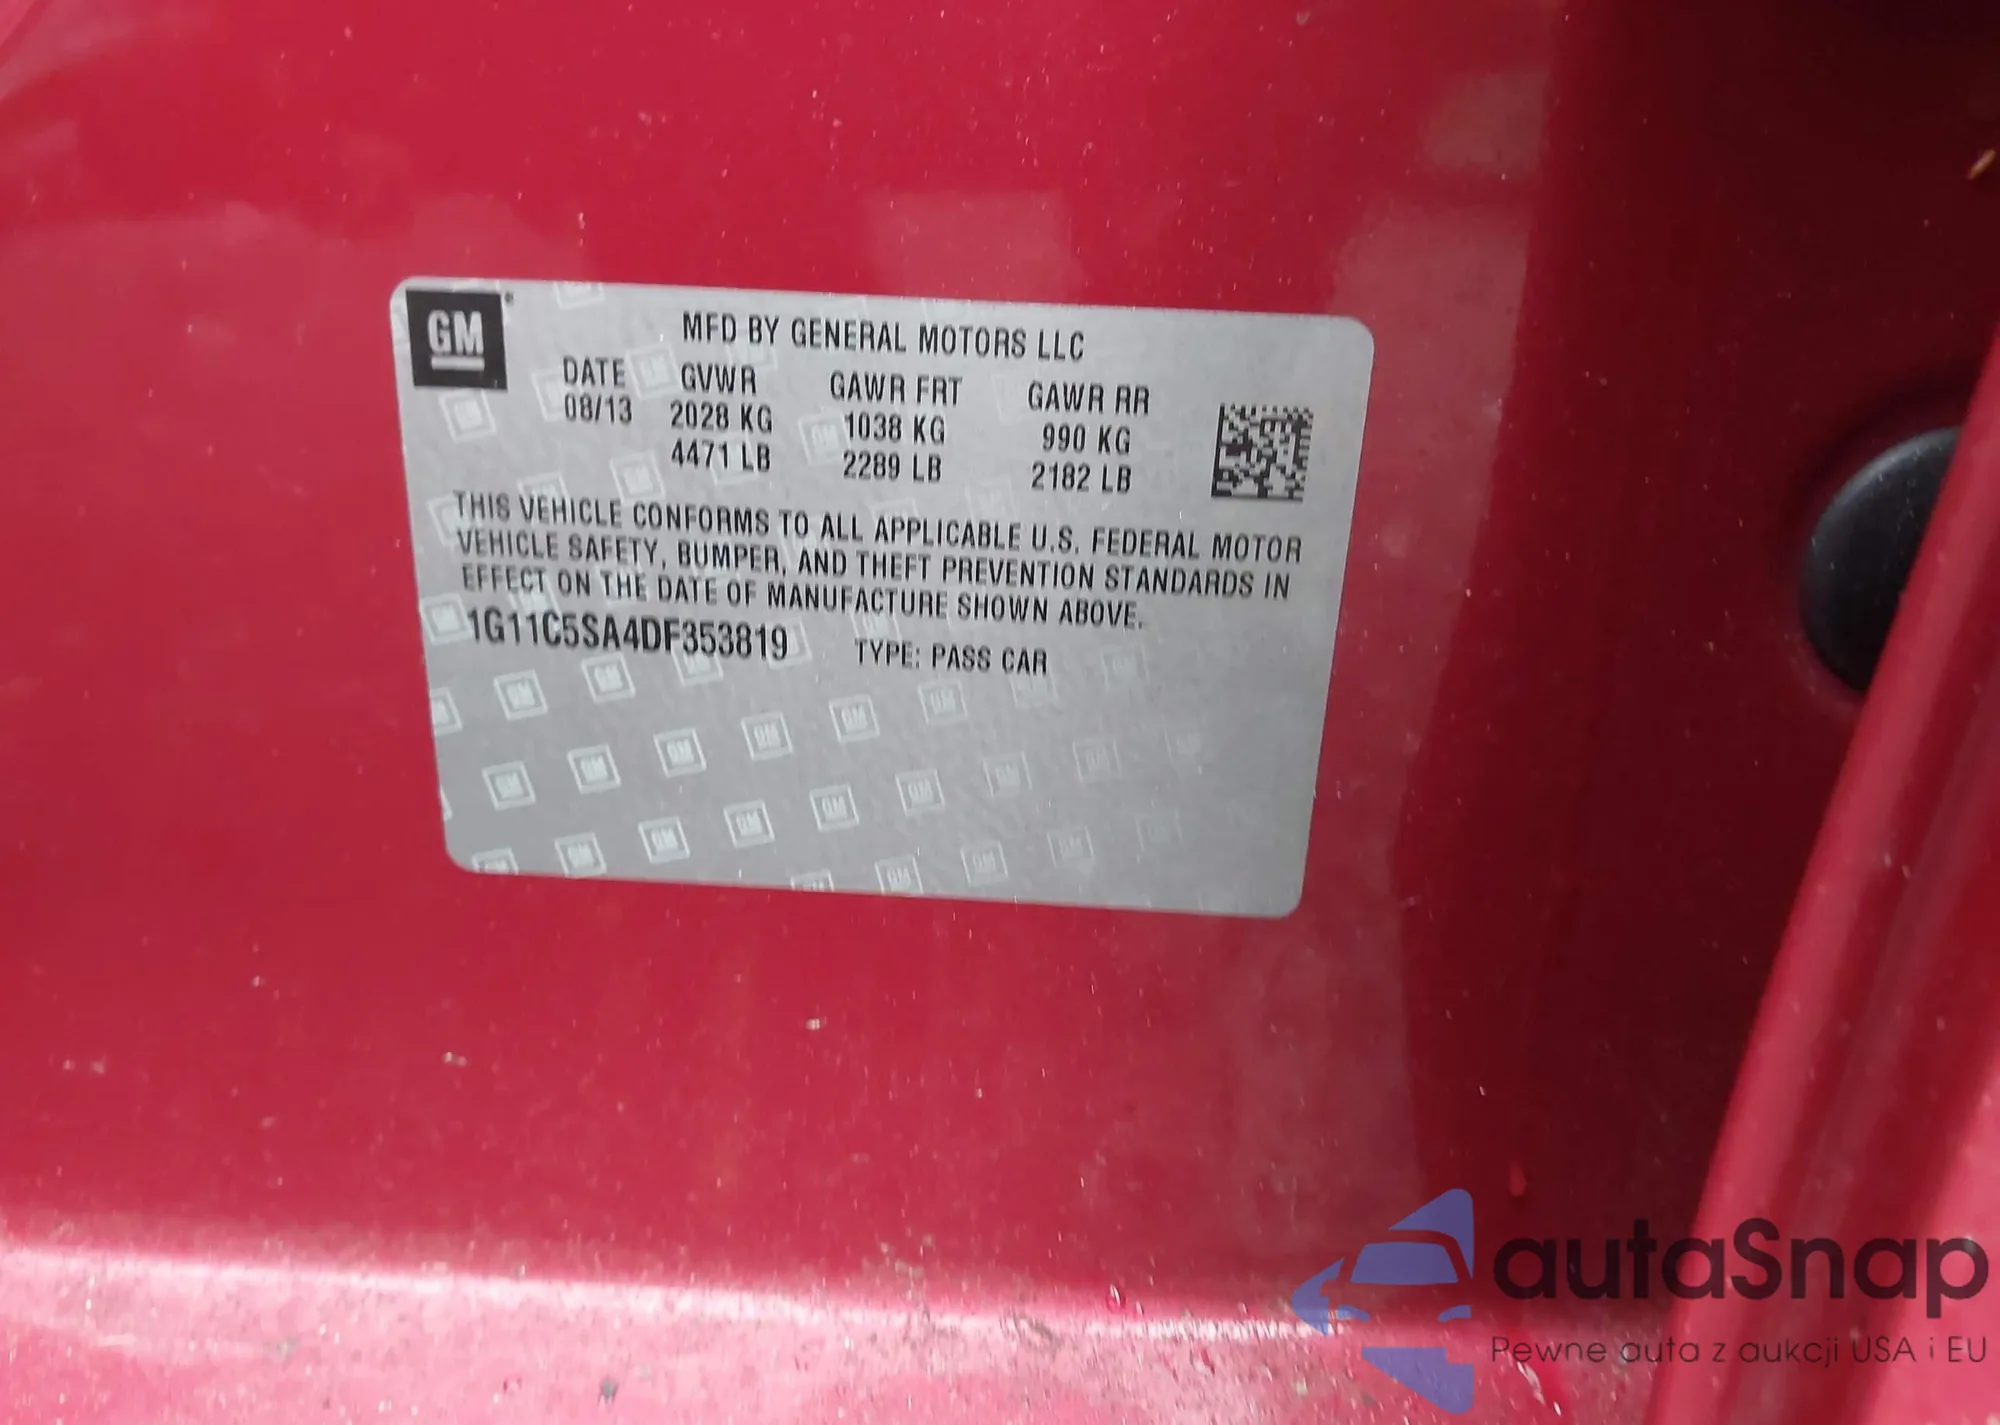 GM
MFD BY GENERAL MOTORS LLC
DATE GVWR GAWR FRT GAWR RR
08/13 2028 KG 1038 KG 990 KG
4471 LB 2289 LB 2182 LB
THIS VEHICLE CONFORMS TO ALL APPLICABLE U.S. FEDERAL MOTOR
VEHICLE SAFETY, BUMPER, AND THEFT PREVENTION STANDARDS IN
EFFECT ON THE DATE OF MANUFACTURE SHOWN ABOVE.
1G11C5SA4DF353819 TYPE: PASS CAR
autaSnap
Pewne auta z aukcji USA i EU